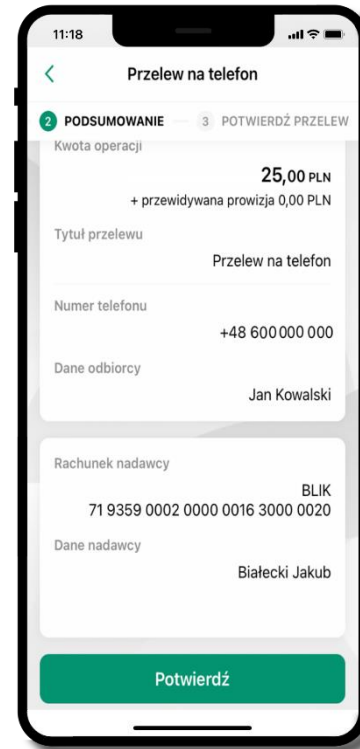 11:18
Przelew na telefon
2 PODSUMOWANIE 3 POTWIERDŹ PRZELEW
Kwota operacji
25,00 PLN
+ przewidywana prowizja 0,00 PLN
Tytuł przelewu
Przelew na telefon
Numer telefonu
+48 600 000 000
Dane odbiorcy
Jan Kowalski
Rachunek nadawcy
BLIK
71 9359 0002 0000 0016 3000 0020
Dane nadawcy
Białecki Jakub
Potwierdź